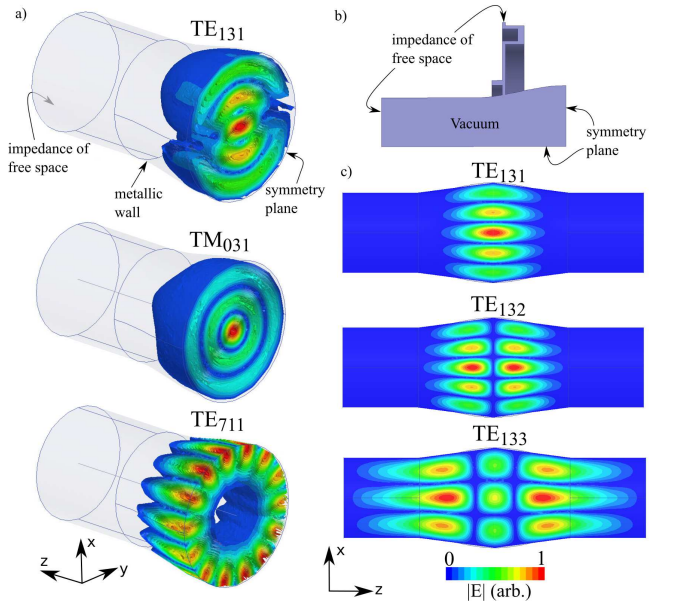 a)
TE131
impedance of
free space
metallic
wall
symmetry
plane
TM031
TE711
x
z
y
b)
impedance of
free space
Vacuum
symmetry
plane
c)
TE131
TE132
TE133
x
z
0
1
|E| (arb.)